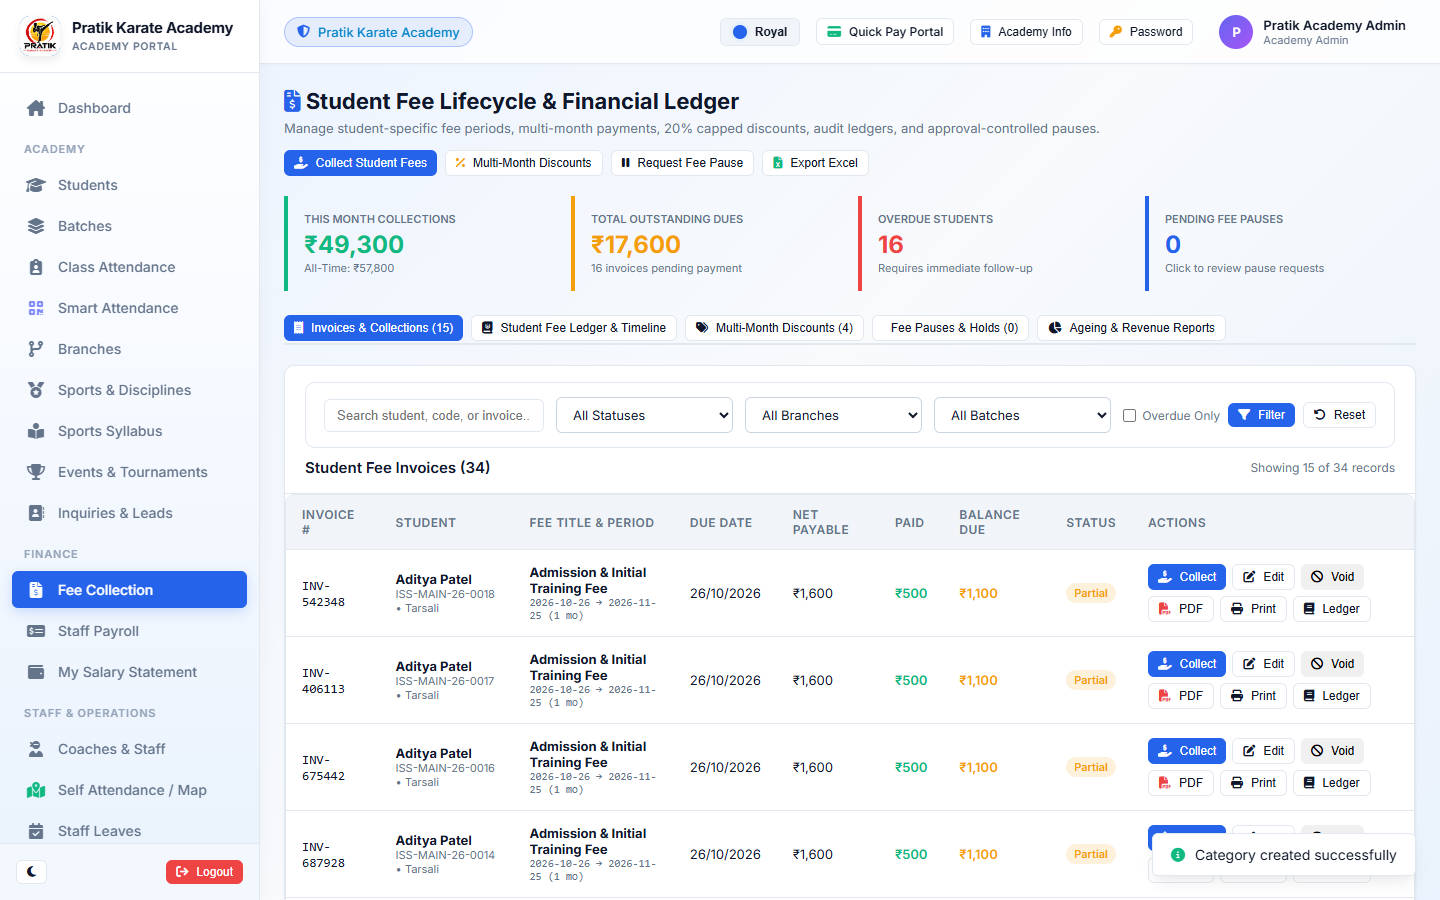 Pratik Karate Academy
ACADEMY PORTAL
PRATIK
Pratik Karate Academy
Royal
Quick Pay Portal
Academy Info
Password
P
Pratik Academy Admin
Academy Admin
Dashboard
ACADEMY
Students
Batches
Class Attendance
Smart Attendance
Branches
Sports & Disciplines
Sports Syllabus
Events & Tournaments
Inquiries & Leads
FINANCE
Fee Collection
Staff Payroll
My Salary Statement
STAFF & OPERATIONS
Coaches & Staff
Self Attendance / Map
Staff Leaves
Logout
Student Fee Lifecycle & Financial Ledger
Manage student-specific fee periods, multi-month payments, 20% capped discounts, audit ledgers, and approval-controlled pauses.
Collect Student Fees
Multi-Month Discounts
Request Fee Pause
Export Excel
THIS MONTH COLLECTIONS
₹49,300
All-Time: ₹57,800
TOTAL OUTSTANDING DUES
₹17,600
16 invoices pending payment
OVERDUE STUDENTS
16
Requires immediate follow-up
PENDING FEE PAUSES
0
Click to review pause requests
Invoices & Collections (15)
Student Fee Ledger & Timeline
Multi-Month Discounts (4)
Fee Pauses & Holds (0)
Ageing & Revenue Reports
Search student, code, or invoice..
All Statuses
All Branches
All Batches
Overdue Only
Filter
Reset
Student Fee Invoices (34)
Showing 15 of 34 records
INVOICE #
STUDENT
FEE TITLE & PERIOD
DUE DATE
NET PAYABLE
PAID
BALANCE DUE
STATUS
ACTIONS
INV-
542348
Aditya Patel
ISS-MAIN-26-0018
• Tarsali
Admission & Initial
Training Fee
2026-10-26 → 2026-11-
25 (1 mo)
26/10/2026
₹1,600
₹500
₹1,100
Partial
Collect
Edit
Void
PDF
Print
Ledger
INV-
406113
Aditya Patel
ISS-MAIN-26-0017
• Tarsali
Admission & Initial
Training Fee
2026-10-26 → 2026-11-
25 (1 mo)
26/10/2026
₹1,600
₹500
₹1,100
Partial
Collect
Edit
Void
PDF
Print
Ledger
INV-
675442
Aditya Patel
ISS-MAIN-26-0016
• Tarsali
Admission & Initial
Training Fee
2026-10-26 → 2026-11-
25 (1 mo)
26/10/2026
₹1,600
₹500
₹1,100
Partial
Collect
Edit
Void
PDF
Print
Ledger
INV-
687928
Aditya Patel
ISS-MAIN-26-0014
• Tarsali
Admission & Initial
Training Fee
2026-10-26 → 2026-11-
25 (1 mo)
26/10/2026
₹1,600
₹500
₹1,100
Partial
Category created successfully